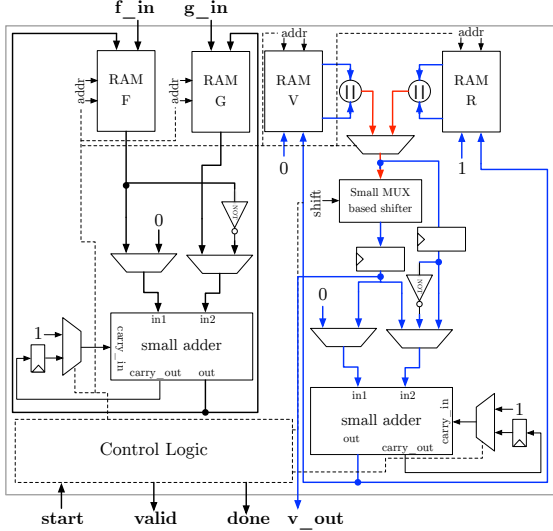 f_in
g_in
addr
addr
RAM
F
RAM
G
RAM
V
RAM
R
addr
addr
0
1
Small MUX
based shifter
shift
NOT
0
NOT
0
in1
in2
small adder
carry_in
carry_out
out
1
in1
in2
small adder
carry_in
out
carry_out
1
Control Logic
start
valid
done
v_out